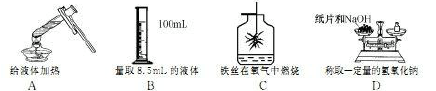 100mL
纸片和NaOH
给液体加热
量取8.5mL的液体
铁丝在氧气中燃烧
称取一定量的氢氧化钠
A
B
C
D